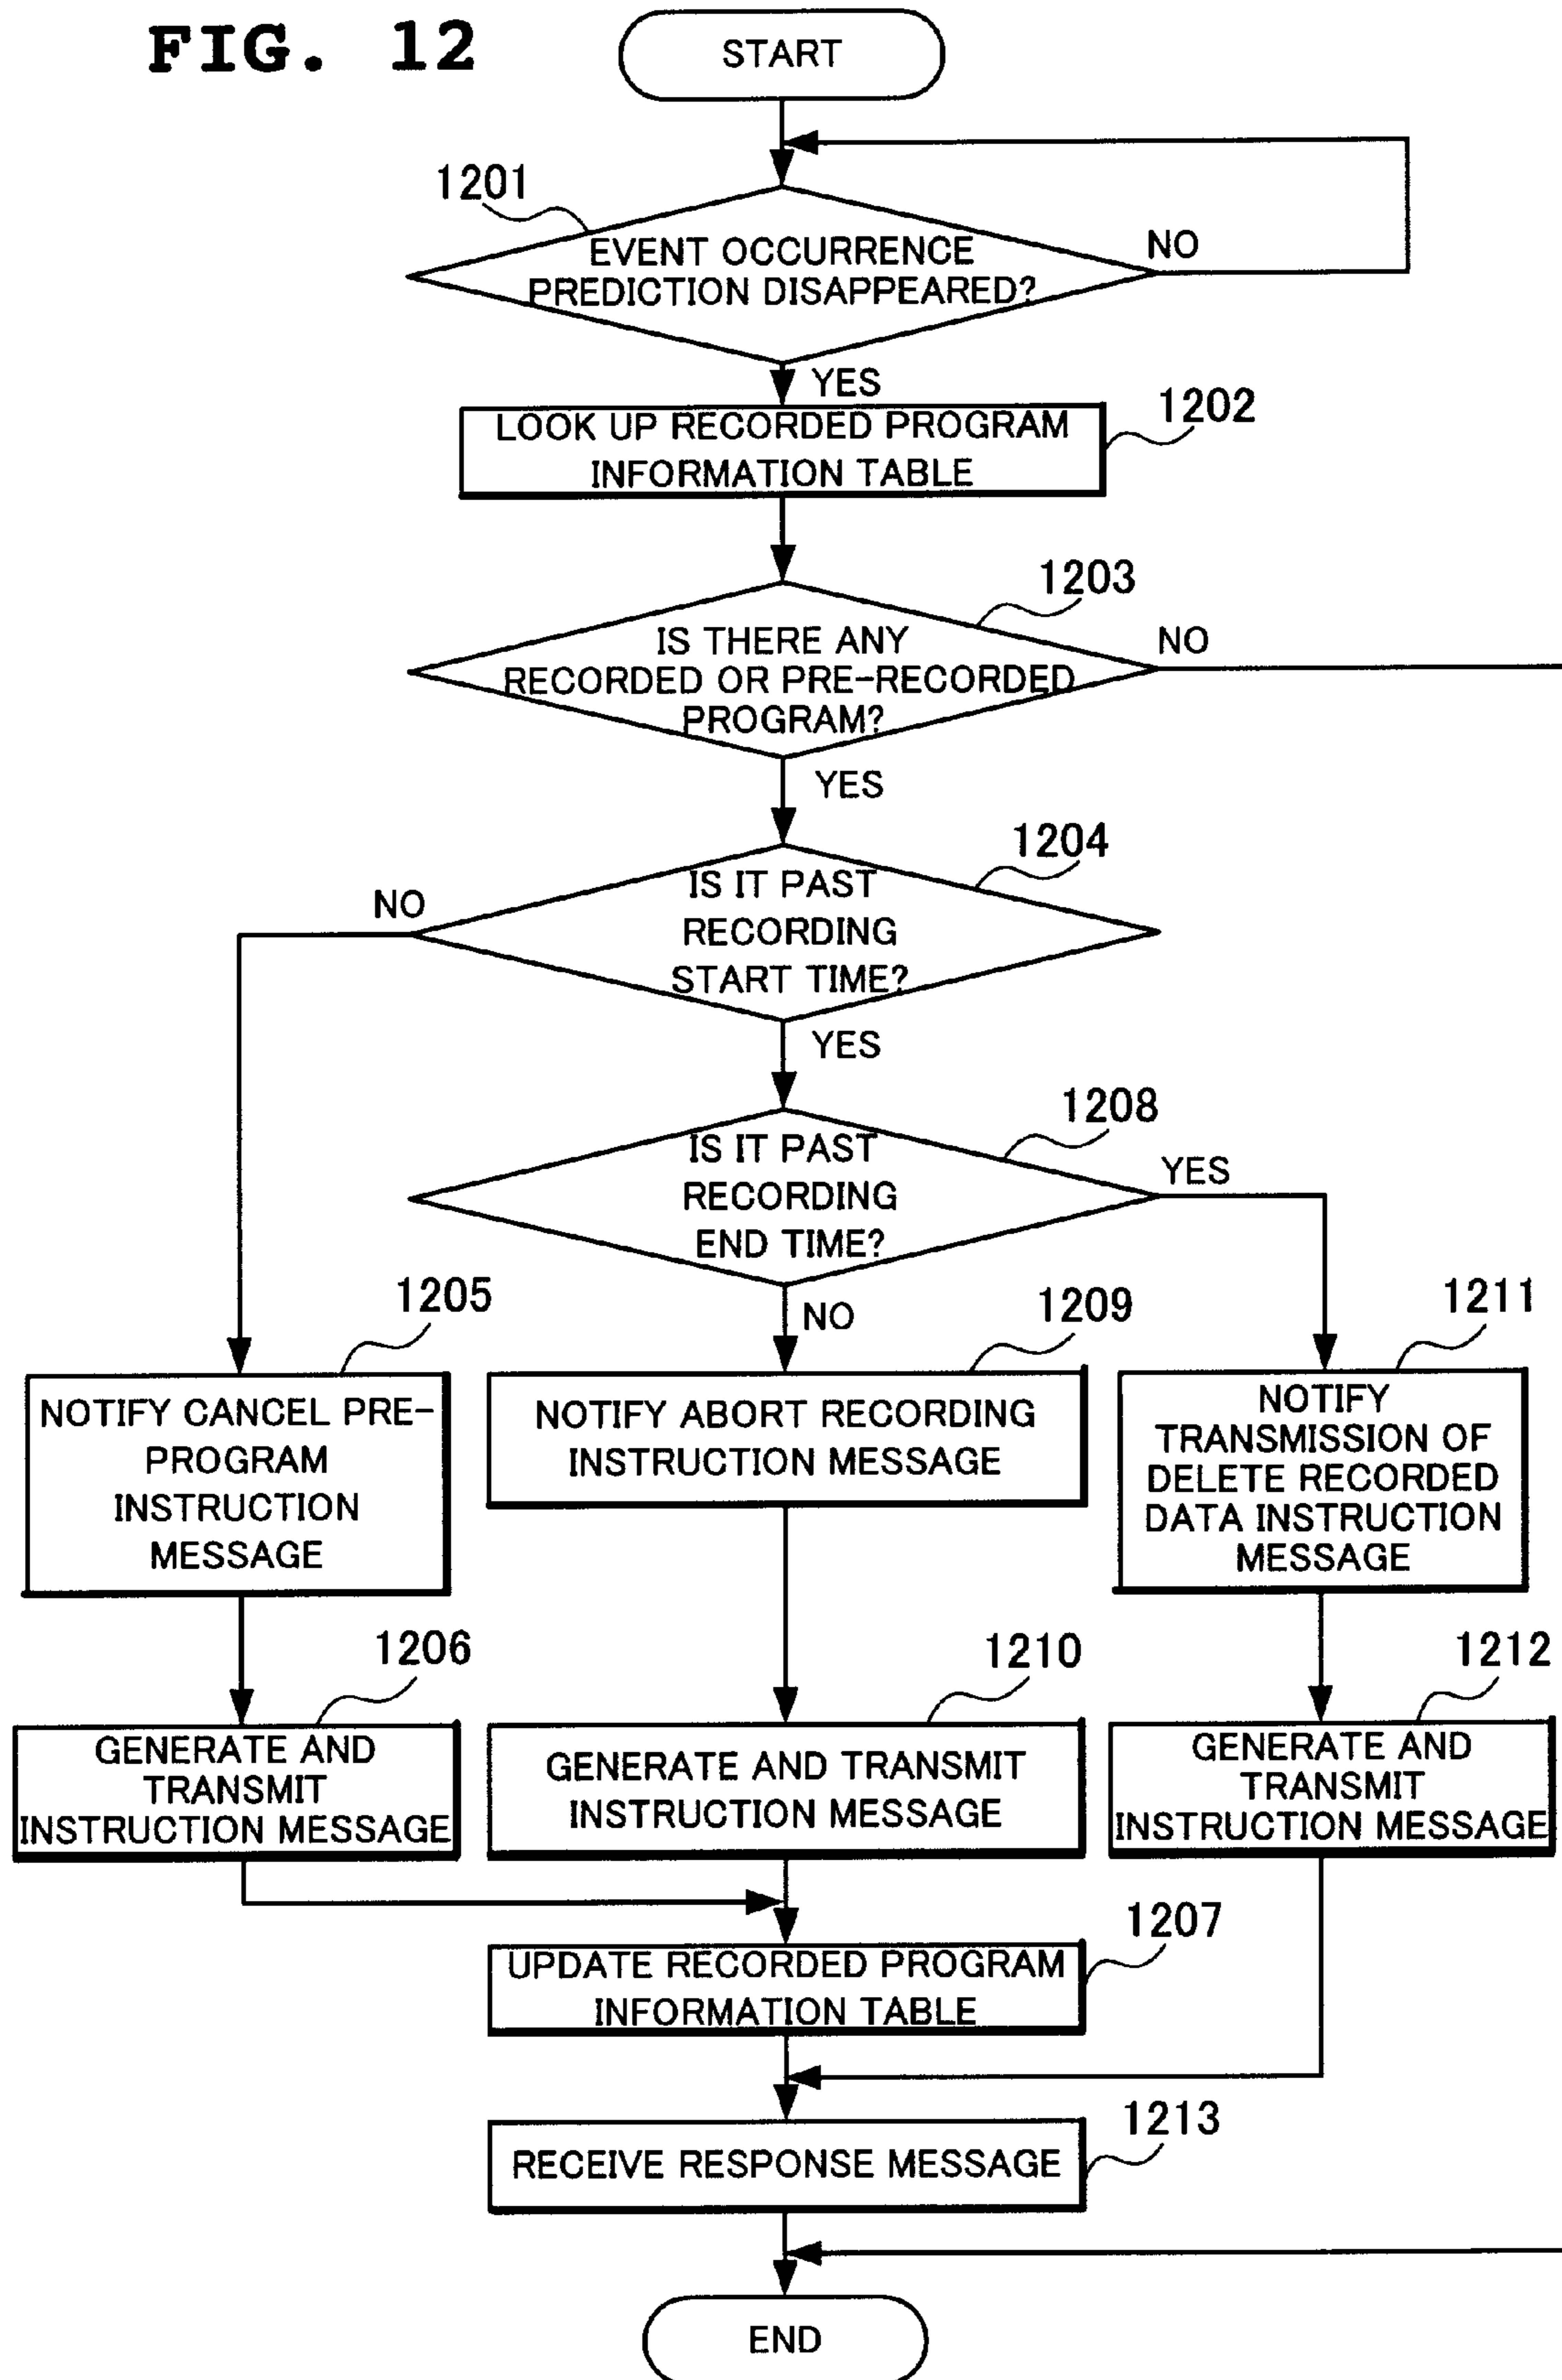 FIG. 12
START
1201
EVENT OCCURRENCE
PREDICTION DISAPPEARED?
NO
YES
1202
LOOK UP RECORDED PROGRAM
INFORMATION TABLE
1203
IS THERE ANY
RECORDED OR PRE-RECORDED
PROGRAM?
NO
YES
1204
IS IT PAST
RECORDING
START TIME?
NO
YES
1208
IS IT PAST
RECORDING
END TIME?
YES
NO
1205
NOTIFY CANCEL PRE-
PROGRAM
INSTRUCTION
MESSAGE
1209
NOTIFY ABORT RECORDING
INSTRUCTION MESSAGE
1211
NOTIFY
TRANSMISSION OF
DELETE RECORDED
DATA INSTRUCTION
MESSAGE
1206
GENERATE AND
TRANSMIT
INSTRUCTION MESSAGE
1210
GENERATE AND TRANSMIT
INSTRUCTION MESSAGE
1212
GENERATE AND
TRANSMIT
INSTRUCTION MESSAGE
1207
UPDATE RECORDED PROGRAM
INFORMATION TABLE
1213
RECEIVE RESPONSE MESSAGE
END